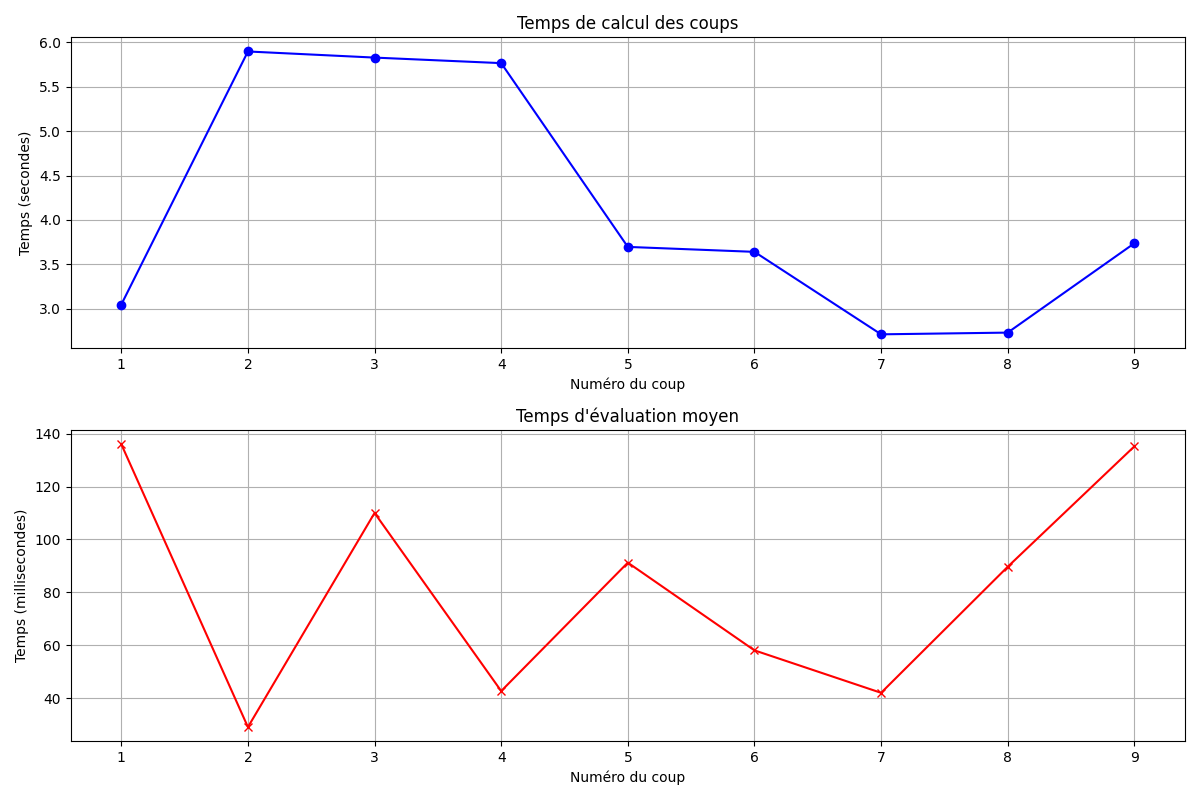 Temps de calcul des coups
6.0
5.5
5.0
4.5
4.0
3.5
3.0
Temps (secondes)
1 2 3 4 5 6 7 8 9
Numéro du coup
Temps d'évaluation moyen
140
120
100
80
60
40
Temps (millisecondes)
1 2 3 4 5 6 7 8 9
Numéro du coup